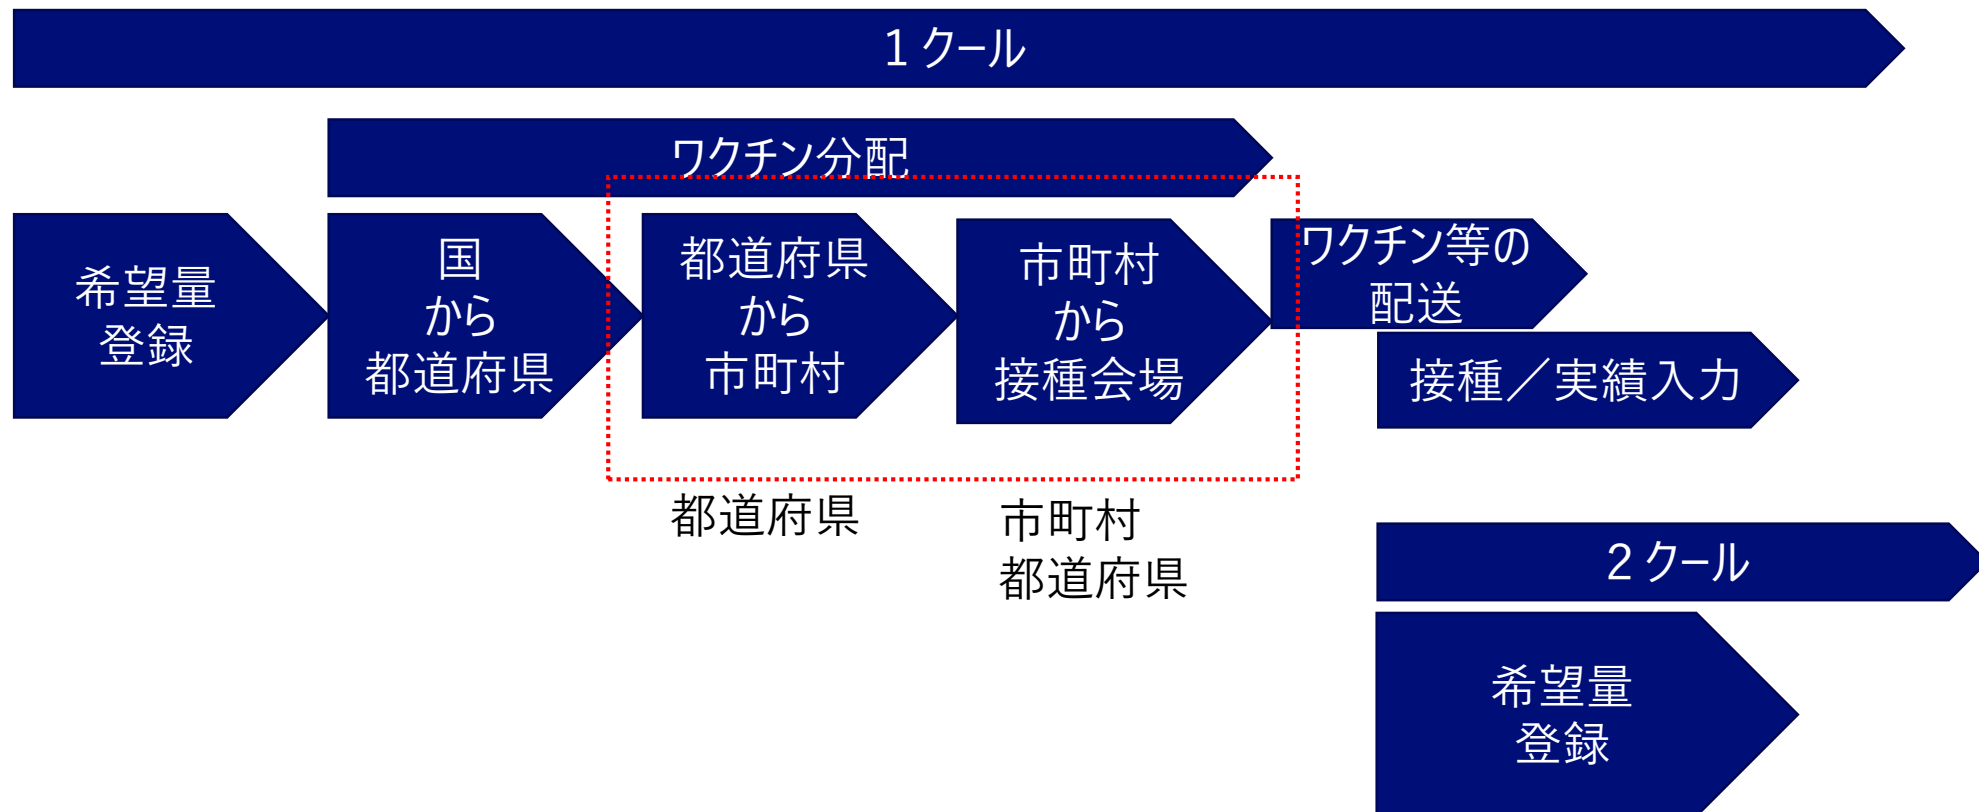 1クール
ワクチン分配
希望量
登録
国
から
都道府県
都道府県
から
市町村
市町村
から
接種会場
ワクチン等の
配送
接種／実績入力
都道府県
市町村
都道府県
2クール
希望量
登録